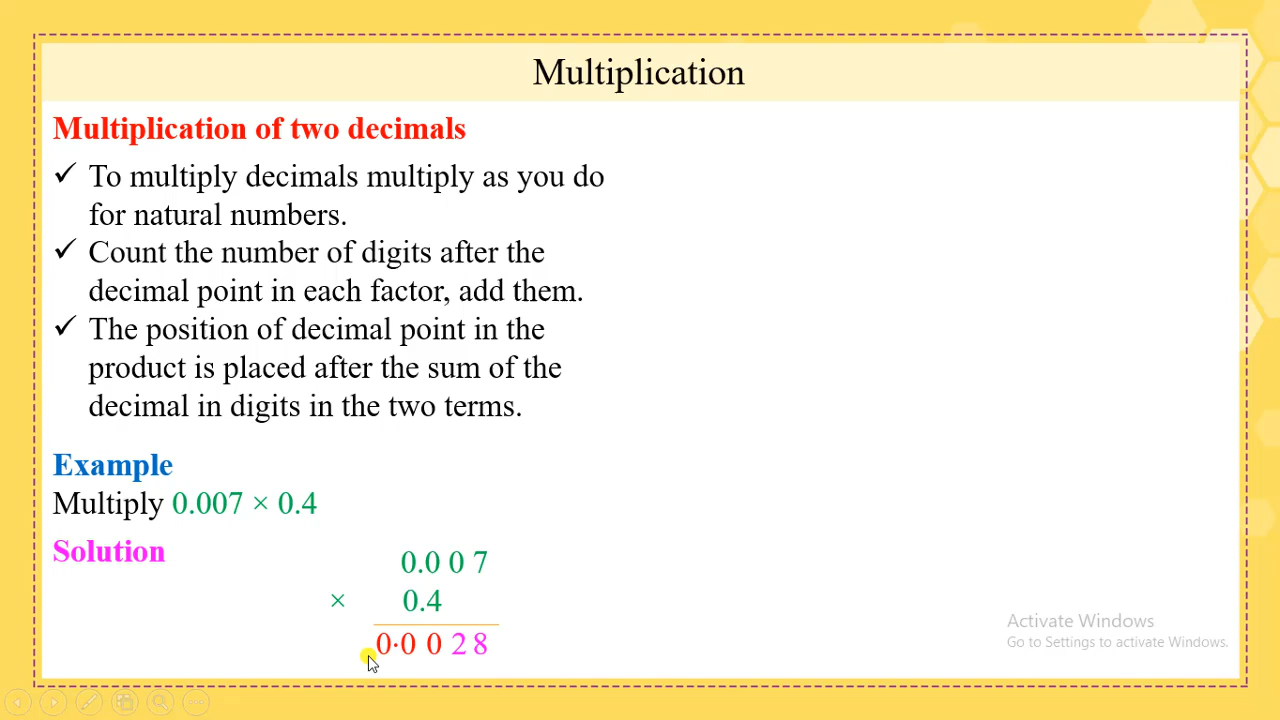 Multiplication
Multiplication of two decimals
✓ To multiply decimals multiply as you do
for natural numbers.
✓ Count the number of digits after the
decimal point in each factor, add them.
✓ The position of decimal point in the
product is placed after the sum of the
decimal in digits in the two terms.
Example
Multiply 0.007 × 0.4
Solution
0.0 0 7
× 0.4
0·0 0 2 8
Activate Windows
Go to Settings to activate Windows.